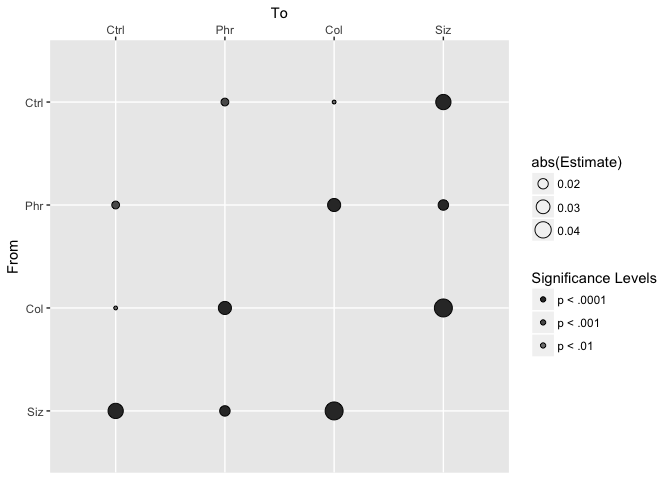 To
Ctrl Phr Col Siz
Ctrl
Phr
Col
Siz
From
abs(Estimate)
0.02
0.03
0.04
Significance Levels
p < .0001
p < .001
p < .01